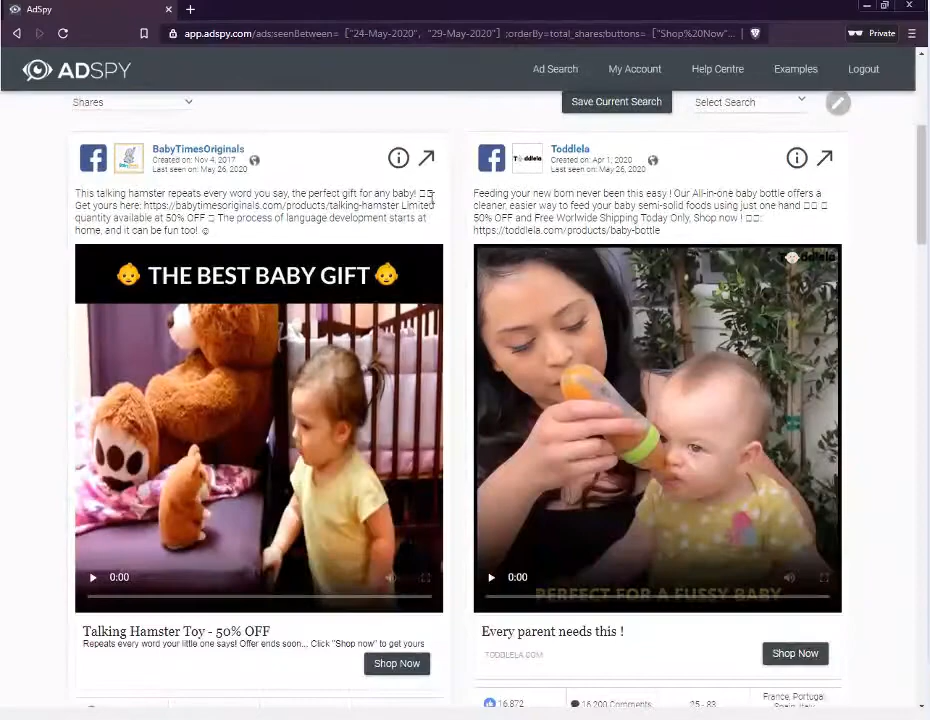 AdSpy
app.adspy.com/ads;seenBetween= ["24-May-2020", "29-May-2020"] ;orderBy=total_shares;buttons= ["Shop%20Now"...
Private
ADSPY
Ad Search
My Account
Help Centre
Examples
Logout
Shares
Save Current Search
Select Search
BabyTimesOriginals
Created on: Nov 4, 2017
Last seen on: May 26, 2020
This talking hamster repeats every word you say, the perfect gift for any baby!
Get yours here: https://babytimesoriginals.com/products/talking-hamster Limited
quantity available at 50% OFF The process of language development starts at
home, and it can be fun too! ☺
👶 THE BEST BABY GIFT 👶
0:00
Talking Hamster Toy - 50% OFF
Repeats every word your little one says! Offer ends soon... Click "Shop now" to get yours
Shop Now
Toddlela
Created on: Apr 1, 2020
Last seen on: May 26, 2020
Feeding your new born never been this easy ! Our All-in-one baby bottle offers a
cleaner, easier way to feed your baby semi-solid foods using just one hand
50% OFF and Free Worlwide Shipping Today Only, Shop now ! :
https://toddlela.com/products/baby-bottle
Toddlela
0:00
PERFECT FOR A FUSSY BABY
Every parent needs this !
TODDLELA.COM
Shop Now
16,872
16,200 Comments
25 - 83
France, Portugal,